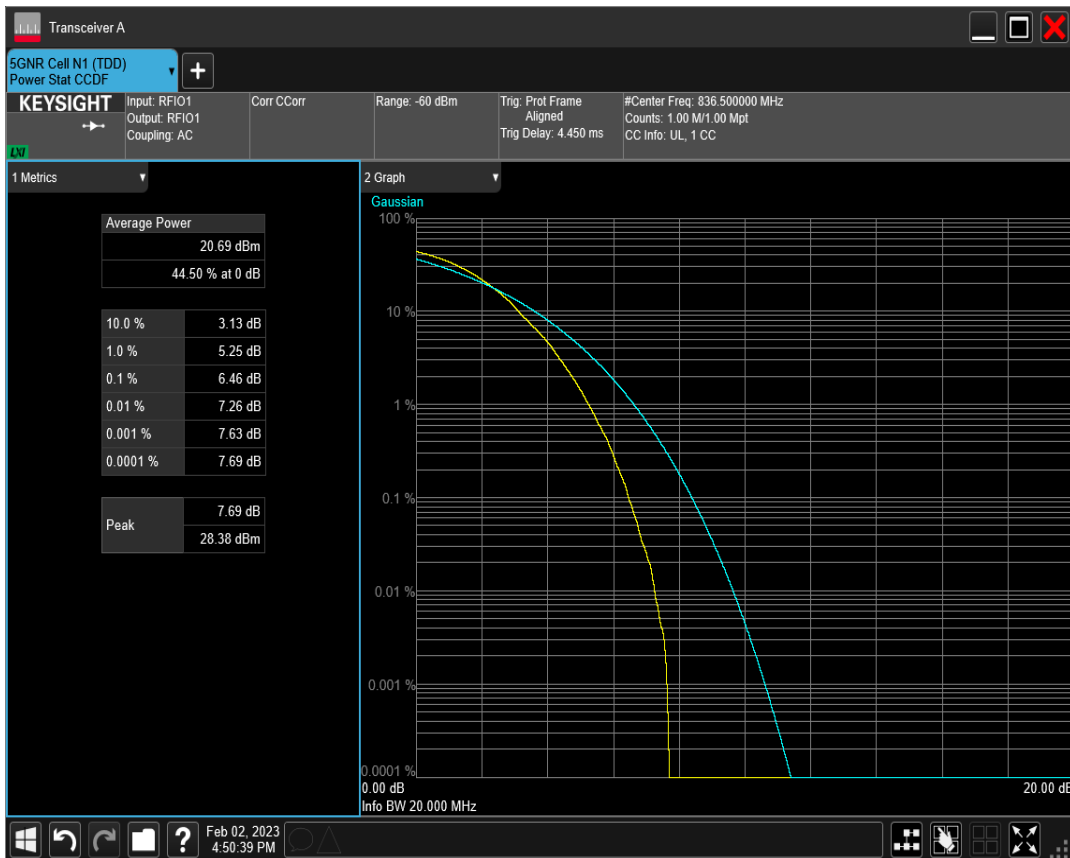 Transceiver A
5GNR Cell N1 (TDD)
Power Stat CCDF
KEYSIGHT
LXI
Input: RFIO1
Output: RFIO1
Coupling: AC
Corr CCorr
Range: -60 dBm
Trig: Prot Frame
Aligned
Trig Delay: 4.450 ms
#Center Freq: 836.500000 MHz
Counts: 1.00 M/1.00 Mpt
CC Info: UL, 1 CC
1 Metrics
Average Power
20.69 dBm
44.50 % at 0 dB
10.0 % 3.13 dB
1.0 % 5.25 dB
0.1 % 6.46 dB
0.01 % 7.26 dB
0.001 % 7.63 dB
0.0001 % 7.69 dB
Peak
7.69 dB
28.38 dBm
2 Graph
Gaussian
100 %
10 %
1 %
0.1 %
0.01 %
0.001 %
0.0001 %
0.00 dB 20.00 dB
Info BW 20.000 MHz
?
Feb 02, 2023
4:50:39 PM